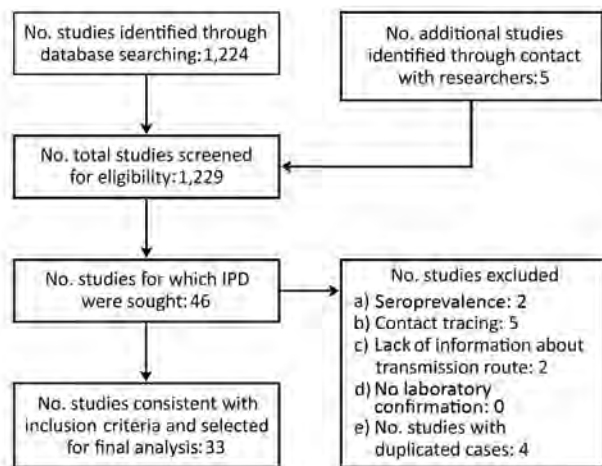 No. studies identified through
database searching: 1,224
No. additional studies
identified through contact
with researchers: 5
No. total studies screened
for eligibility: 1,229
No. studies for which IPD
were sought: 46
No. studies excluded
a) Seroprevalence: 2
b) Contact tracing: 5
c) Lack of information about
transmission route: 2
d) No laboratory
confirmation: 0
e) No. studies with
duplicated cases: 4
No. studies consistent with
inclusion criteria and selected
for final analysis: 33